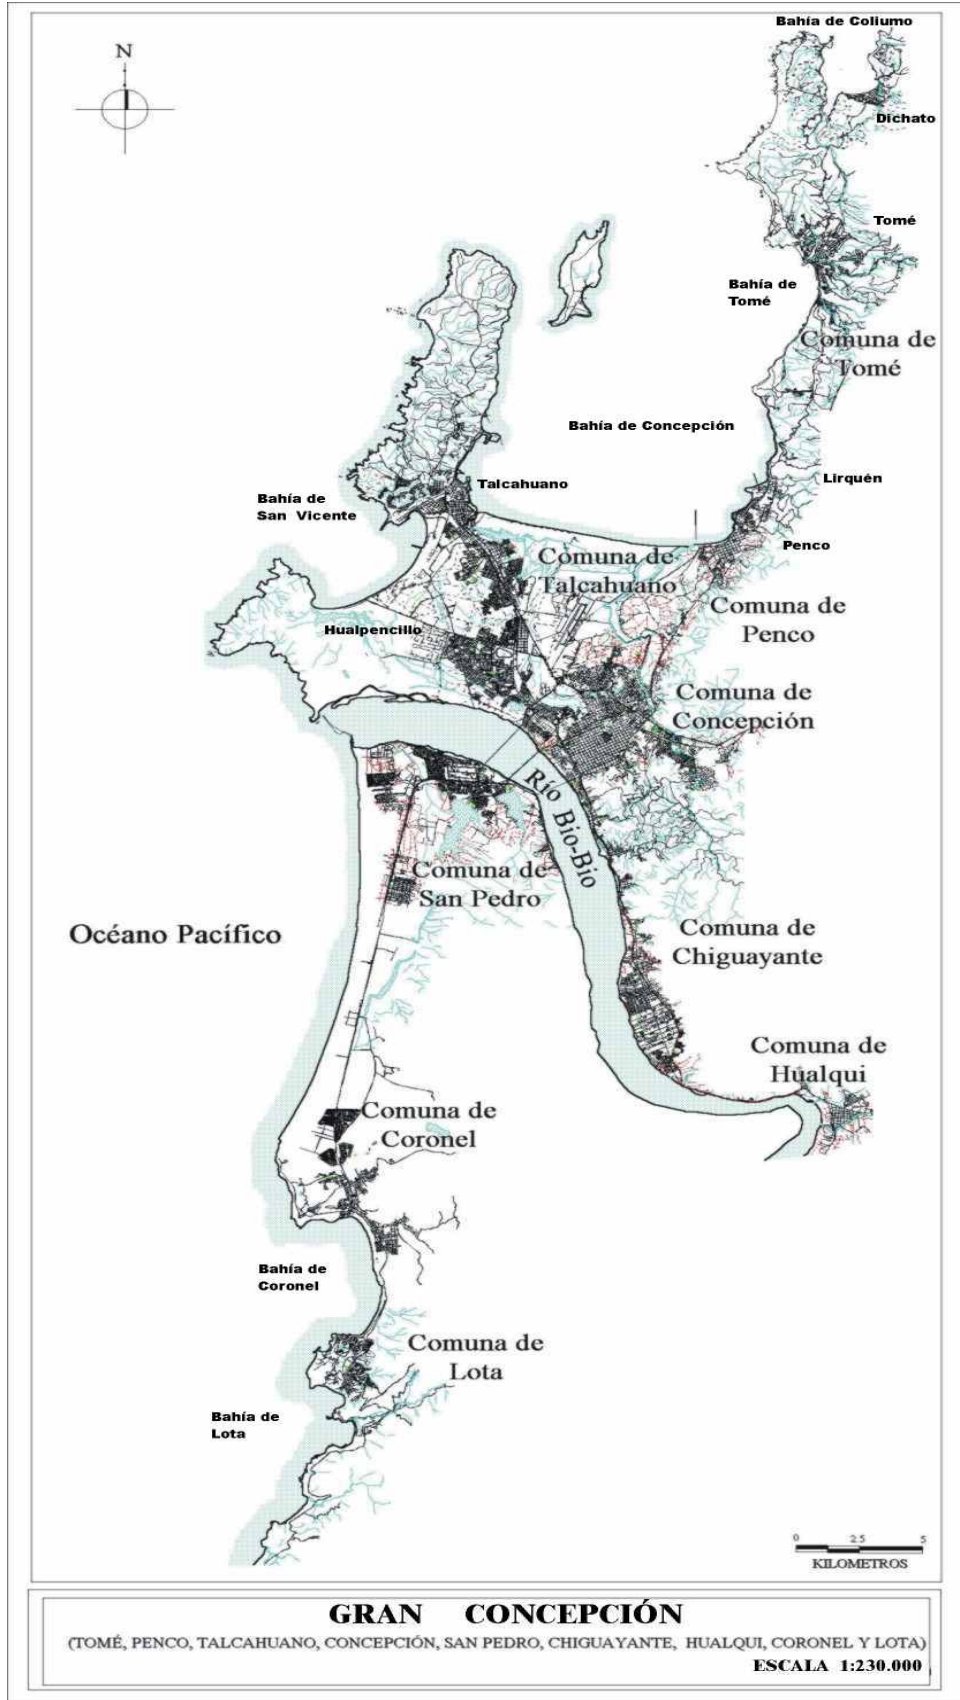 Bahía de Coliumo
N
Dichato
Tomé
Bahía de
Tomé
Comuna de
Tomé
Bahía de Concepción
Lirquén
Talcahuano
Bahía de
San Vicente
Penco
Comuna de
Talcahuano
Comuna de
Penco
Hualpencillo
Comuna de
Concepción
Río Bio-Bio
Comuna de
San Pedro
Océano Pacífico
Comuna de
Chiguayante
Comuna de
Hualqui
Comuna de
Coronel
Bahía de
Coronel
Comuna de
Lota
Bahía de
Lota
0 2.5 5
KILOMETROS
GRAN CONCEPCIÓN
(TOMÉ, PENCO, TALCAHUANO, CONCEPCIÓN, SAN PEDRO, CHIGUAYANTE, HUALQUI, CORONEL Y LOTA)
ESCALA 1:230.000